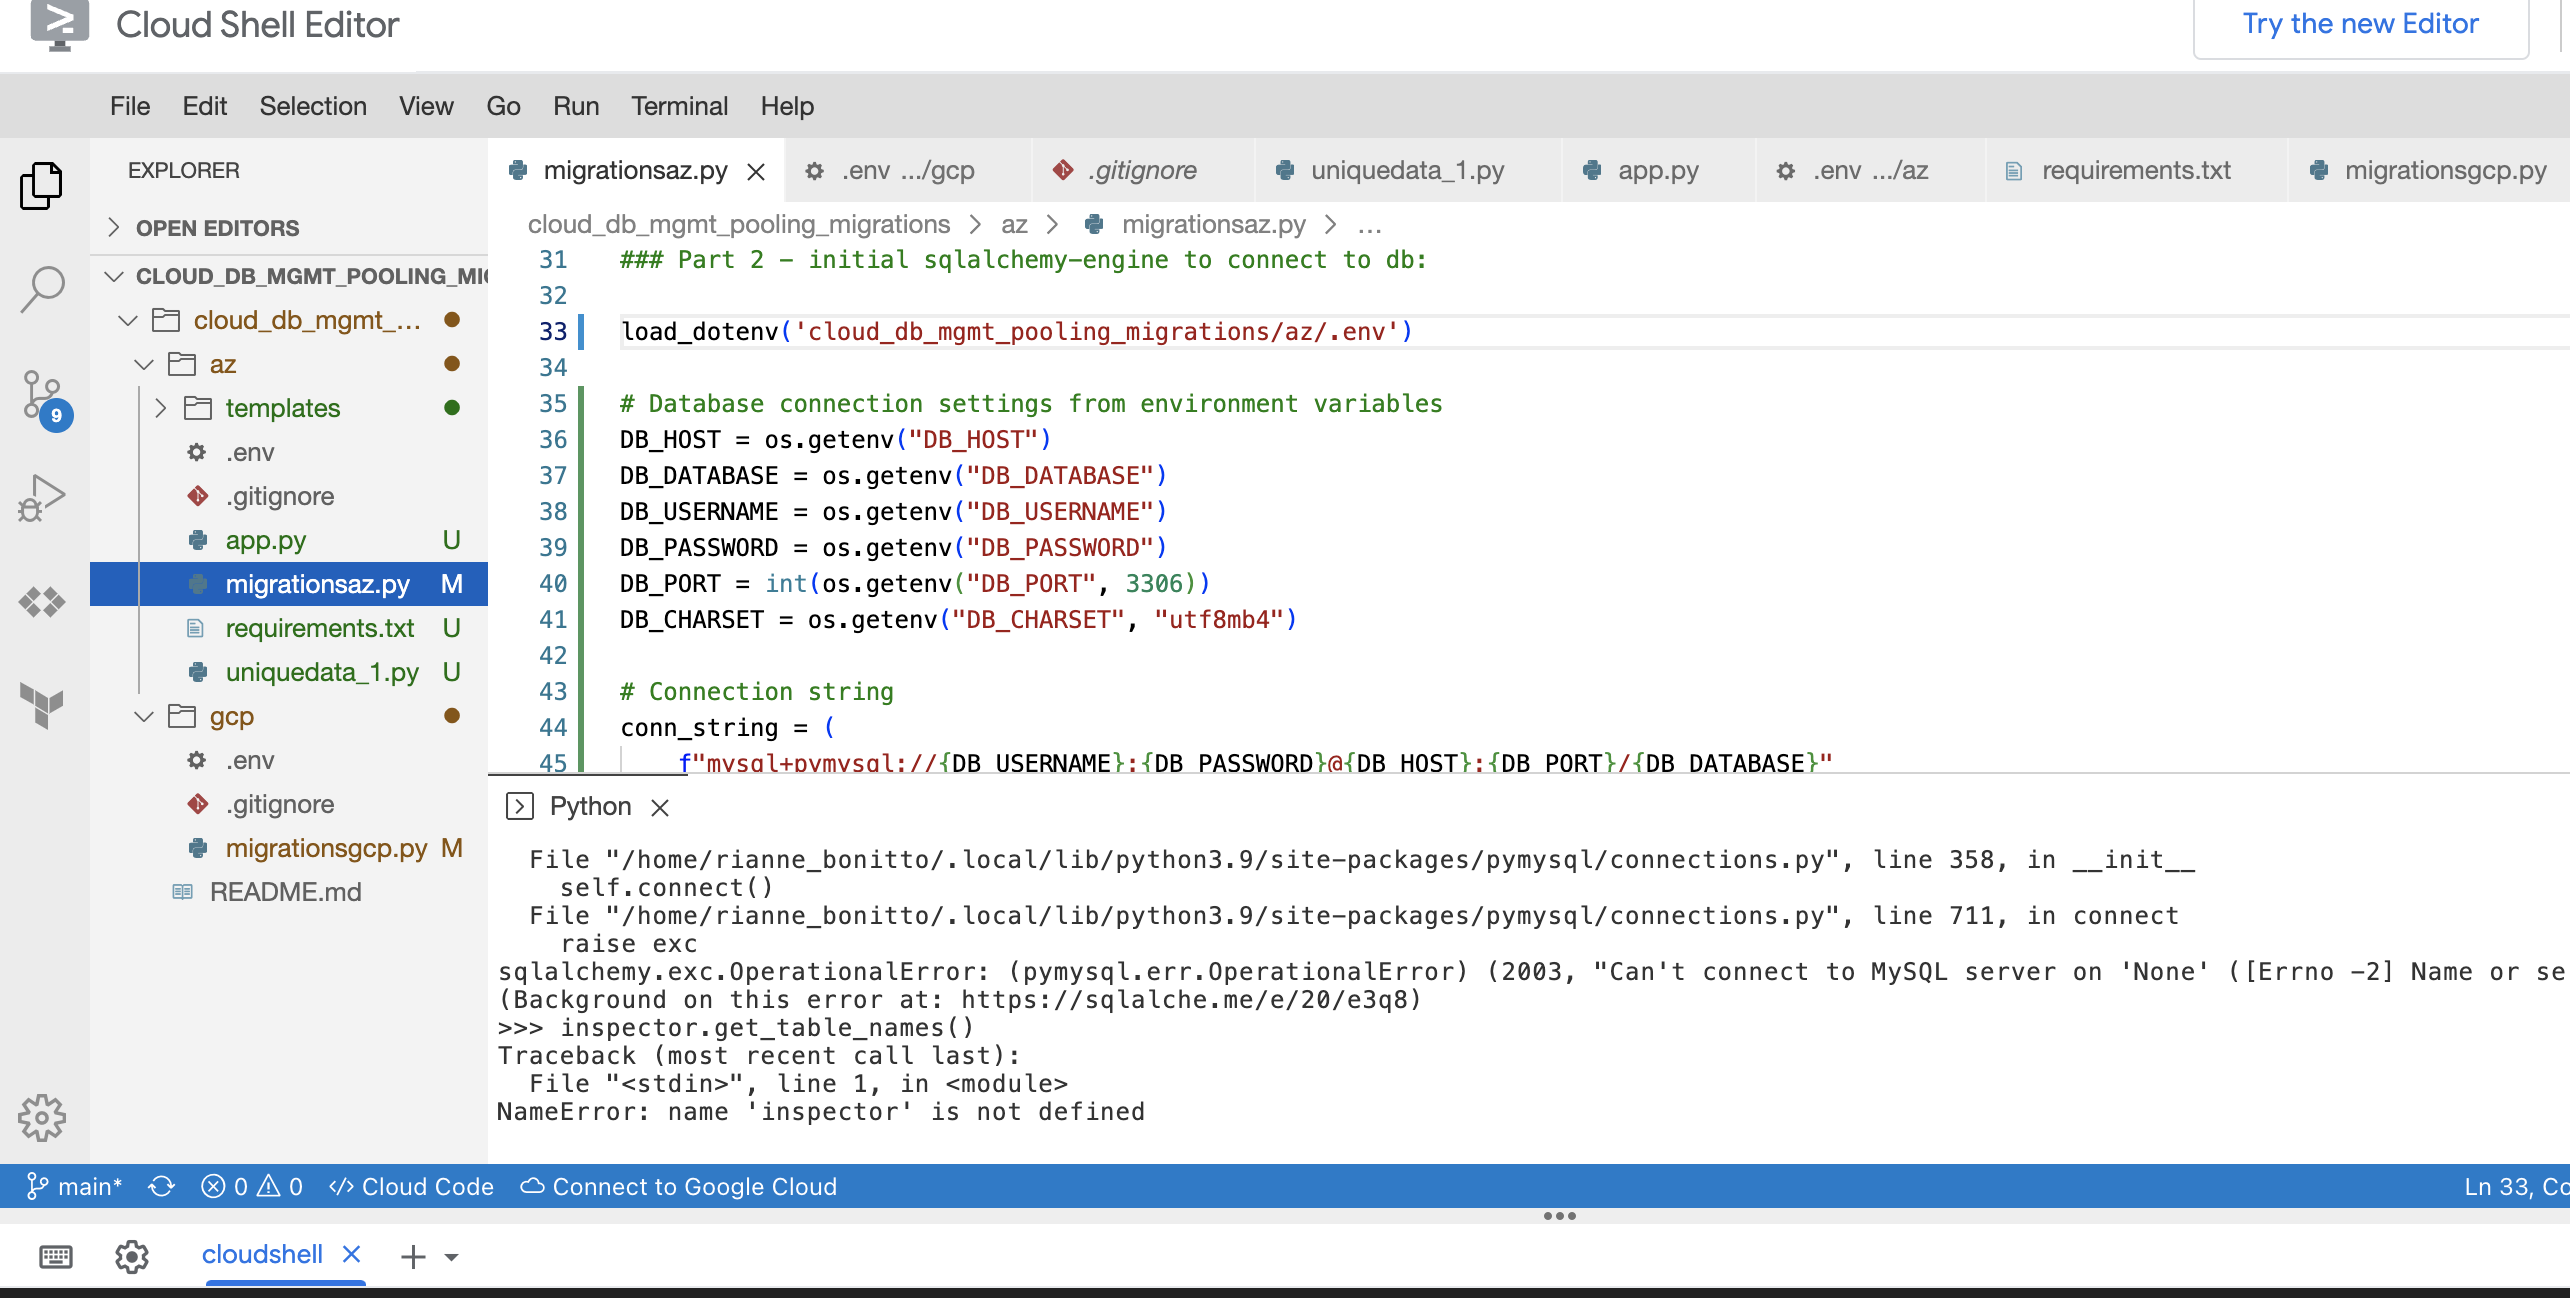 Cloud Shell Editor
Try the new Editor
File Edit Selection View Go Run Terminal Help
EXPLORER
OPEN EDITORS
CLOUD_DB_MGMT_POOLING_MI
cloud_db_mgmt_...
az
templates
.env
.gitignore
app.py U
migrationsaz.py M
requirements.txt U
uniquedata_1.py U
gcp
.env
.gitignore
migrationsgcp.py M
README.md
9
migrationsaz.py .env .../gcp .gitignore uniquedata_1.py app.py .env .../az requirements.txt migrationsgcp.py
cloud_db_mgmt_pooling_migrations > az > migrationsaz.py > ...
31 ### Part 2 - initial sqlalchemy-engine to connect to db:
32
33 load_dotenv('cloud_db_mgmt_pooling_migrations/az/.env')
34
35 # Database connection settings from environment variables
36 DB_HOST = os.getenv("DB_HOST")
37 DB_DATABASE = os.getenv("DB_DATABASE")
38 DB_USERNAME = os.getenv("DB_USERNAME")
39 DB_PASSWORD = os.getenv("DB_PASSWORD")
40 DB_PORT = int(os.getenv("DB_PORT", 3306))
41 DB_CHARSET = os.getenv("DB_CHARSET", "utf8mb4")
42
43 # Connection string
44 conn_string = (
45 f"mysql+pymysql://{DB_USERNAME}:{DB_PASSWORD}@{DB_HOST}:{DB_PORT}/{DB_DATABASE}"
Python
File "/home/rianne_bonitto/.local/lib/python3.9/site-packages/pymysql/connections.py", line 358, in __init__
self.connect()
File "/home/rianne_bonitto/.local/lib/python3.9/site-packages/pymysql/connections.py", line 711, in connect
raise exc
sqlalchemy.exc.OperationalError: (pymysql.err.OperationalError) (2003, "Can't connect to MySQL server on 'None' ([Errno -2] Name or se
(Background on this error at: https://sqlalche.me/e/20/e3q8)
>>> inspector.get_table_names()
Traceback (most recent call last):
File "<stdin>", line 1, in <module>
NameError: name 'inspector' is not defined
main* 0 0 </> Cloud Code Connect to Google Cloud Ln 33, Co
cloudshell